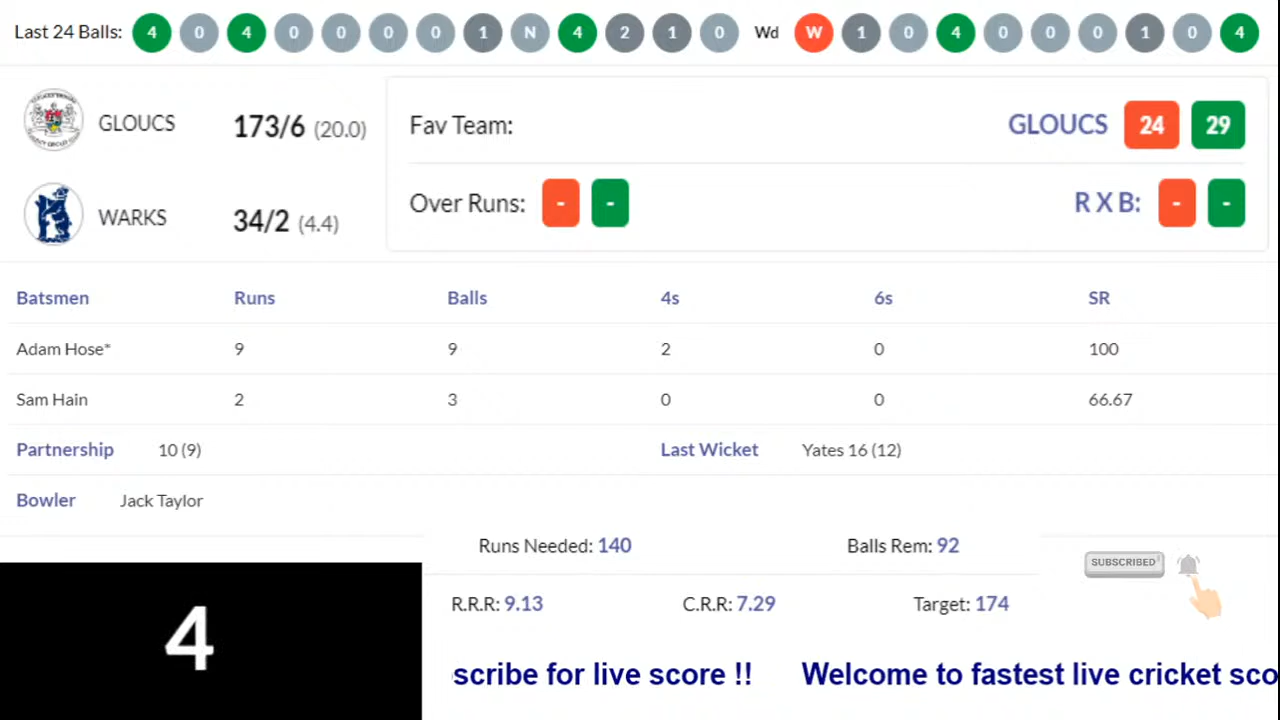 Last 24 Balls: 4 0 4 0 0 0 0 1 N 4 2 1 0 Wd W 1 0 4 0 0 0 1 0 4
GLOUCS 173/6 (20.0)
Fav Team: GLOUCS 24 29
WARKS 34/2 (4.4)
Over Runs: - - R X B: - -
Batsmen Runs Balls 4s 6s SR
Adam Hose* 9 9 2 0 100
Sam Hain 2 3 0 0 66.67
Partnership 10 (9) Last Wicket Yates 16 (12)
Bowler Jack Taylor
Runs Needed: 140 Balls Rem: 92
SUBSCRIBED
R.R.R: 9.13 C.R.R: 7.29 Target: 174
4
scribe for live score !! Welcome to fastest live cricket sco